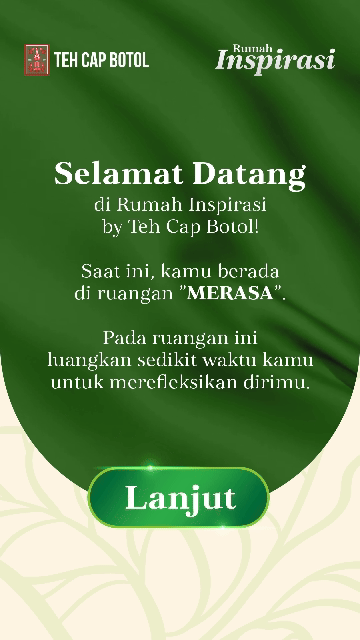 TEH CAP BOTOL
Rumah
Inspirasi
Selamat Datang
di Rumah Inspirasi
by Teh Cap Botol!
Saat ini, kamu berada
di ruangan "MERASA".
Pada ruangan ini
luangkan sedikit waktu kamu
untuk merefleksikan dirimu.
Lanjut